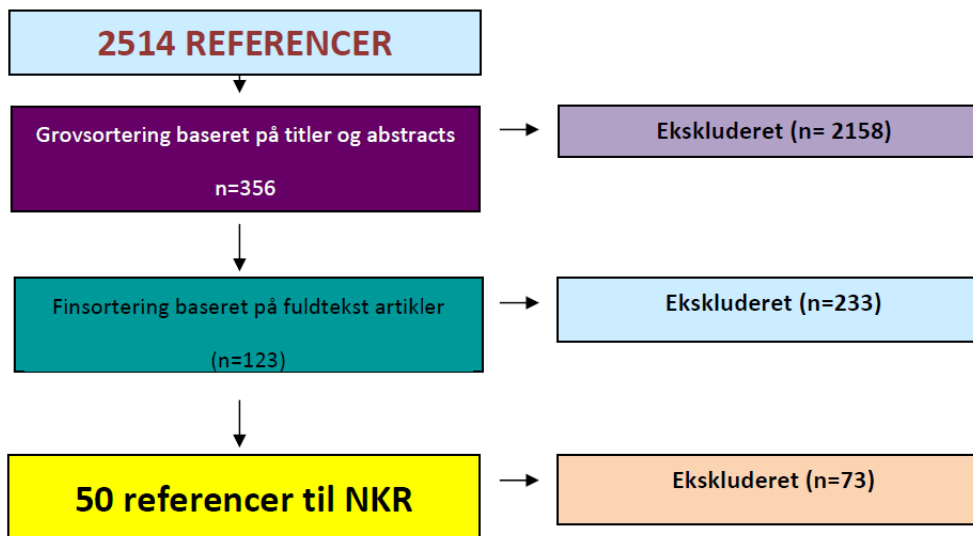 2514 REFERENCER
Grovsortering baseret på titler og abstracts
n=356
Ekskluderet (n= 2158)
Finsortering baseret på fuldtekst artikler
(n=123)
Ekskluderet (n=233)
50 referencer til NKR
Ekskluderet (n=73)